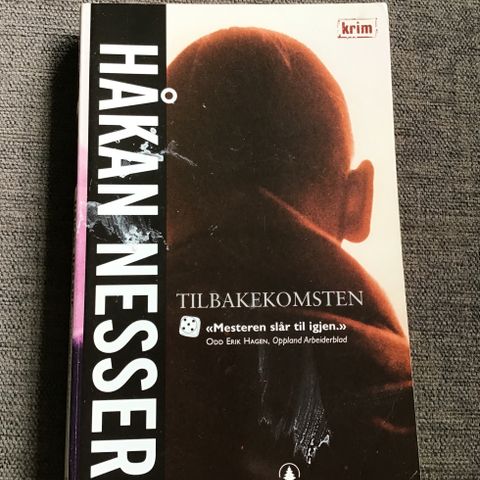 krim
HÅKAN NESSER
TILBAKEKOMSTEN
«Mesteren slår til igjen.»
ODD ERIK HAGEN, Oppland Arbeiderblad